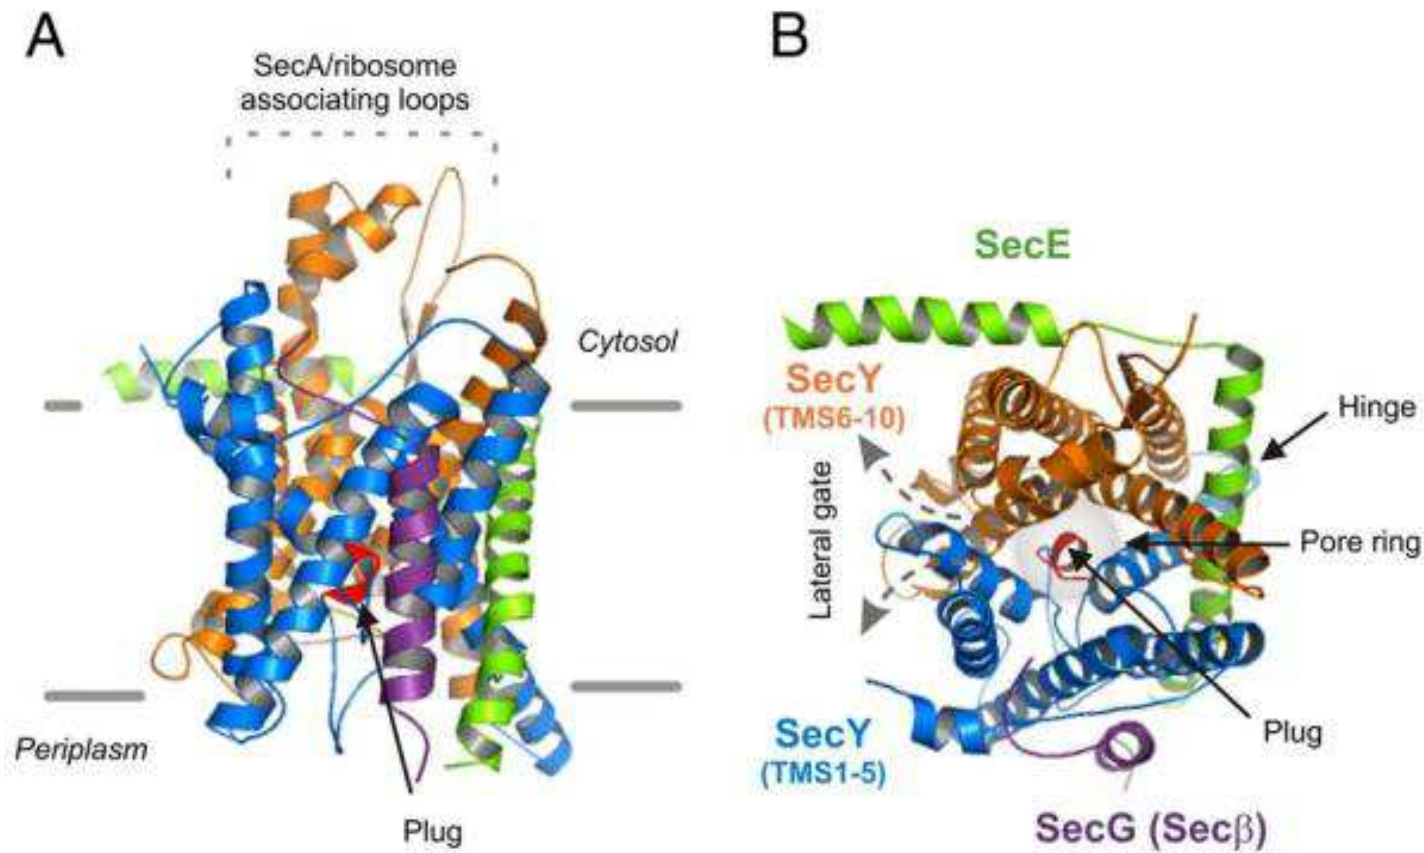 A
SecA/ribosome
associating loops
Cytosol
Periplasm
Plug
B
SecE
SecY
(TMS6-10)
Hinge
Lateral gate
Pore ring
Plug
SecY
(TMS1-5)
SecG (Secβ)